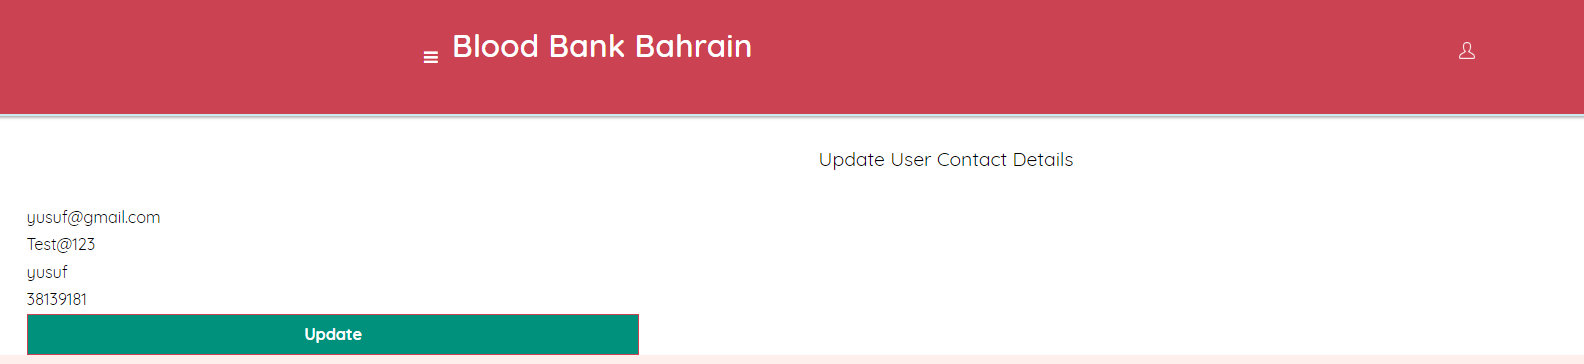 Blood Bank Bahrain
Update User Contact Details
yusuf@gmail.com
Test@123
yusuf
38139181
Update